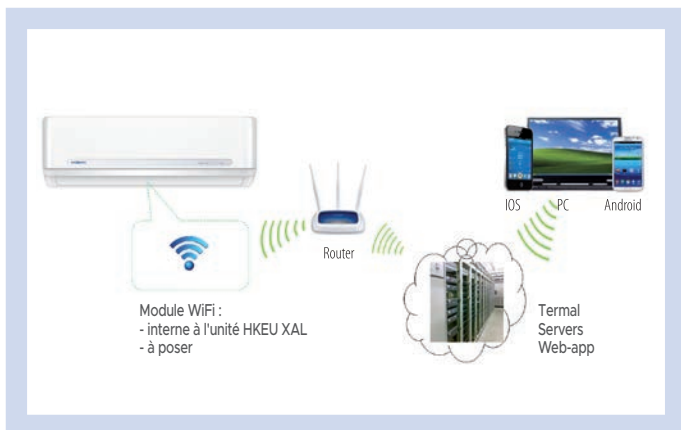 IOS PC Android
Router
Module WiFi :
- interne à l'unité HKEU XAL
- à poser
Termal
Servers
Web-app